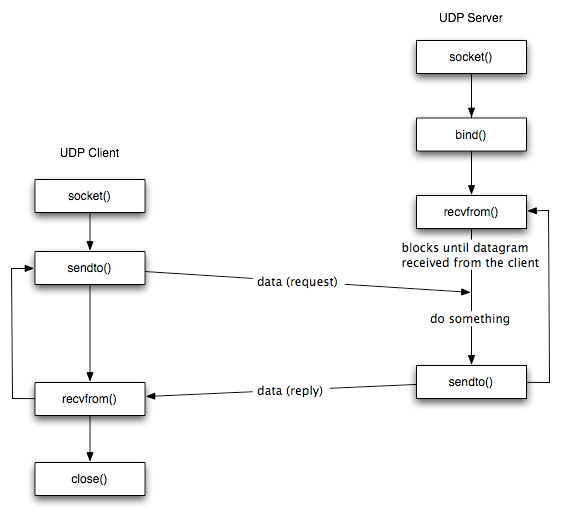 UDP Server
socket()
bind()
UDP Client
socket()
recvfrom()
blocks until datagram
received from the client
sendto()
data (request)
do something
sendto()
data (reply)
recvfrom()
close()